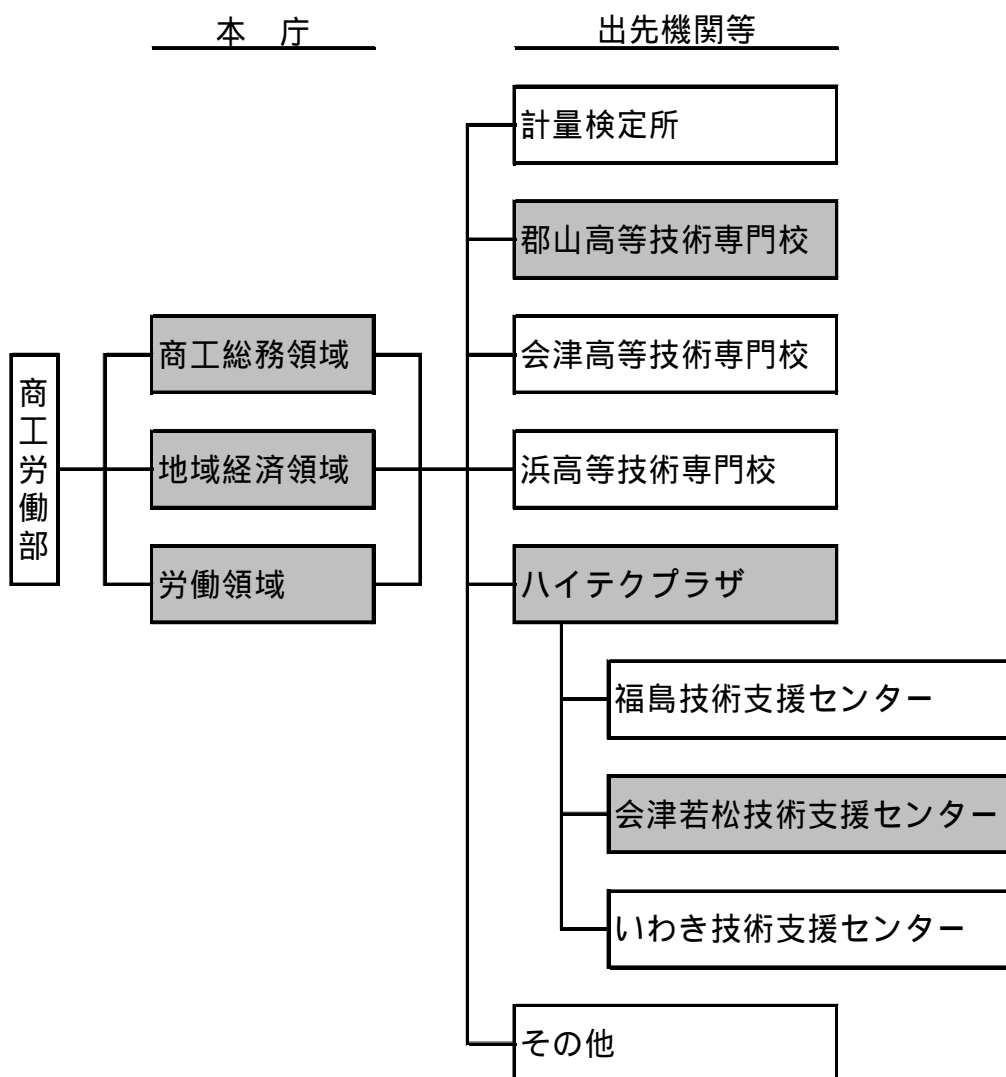 本 庁
出先機関等
商工労働部
商工総務領域
地域経済領域
労働領域
計量検定所
郡山高等技術専門校
会津高等技術専門校
浜高等技術専門校
ハイテクプラザ
福島技術支援センター
会津若松技術支援センター
いわき技術支援センター
その他